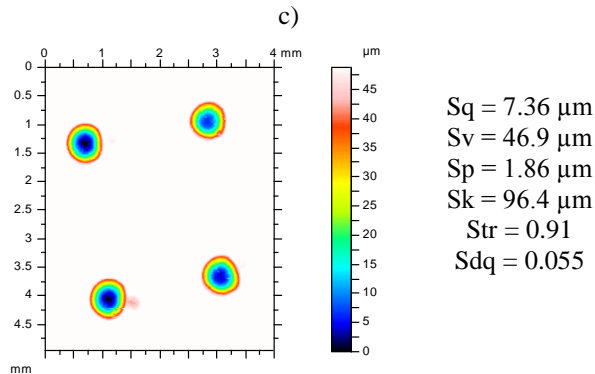 c)
0 1 2 4 mm
µm
0
0.5
1
1.5
2
2.5
3
3.5
4
4.5
mm
45
40
35
30
25
20
15
10
5
0
Sq = 7.36 µm
Sv = 46.9 µm
Sp = 1.86 µm
Sk = 96.4 µm
Str = 0.91
Sdq = 0.055